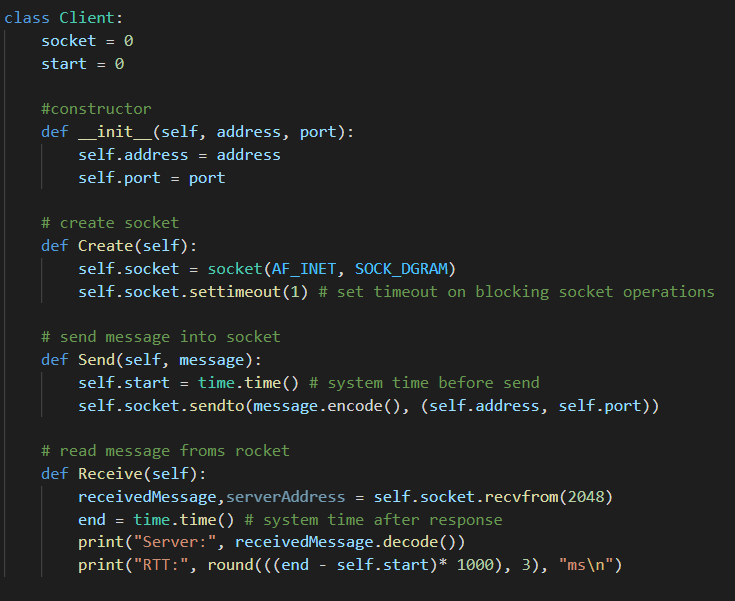 class Client:
    socket = 0
    start = 0

    #constructor
    def __init__(self, address, port):
        self.address = address
        self.port = port

    # create socket
    def Create(self):
        self.socket = socket(AF_INET, SOCK_DGRAM)
        self.socket.settimeout(1) # set timeout on blocking socket operations

    # send message into socket
    def Send(self, message):
        self.start = time.time() # system time before send
        self.socket.sendto(message.encode(), (self.address, self.port))

    # read message froms rocket
    def Receive(self):
        receivedMessage,serverAddress = self.socket.recvfrom(2048)
        end = time.time() # system time after response
        print("Server:", receivedMessage.decode())
        print("RTT:", round(((end - self.start)* 1000), 3), "ms\n")